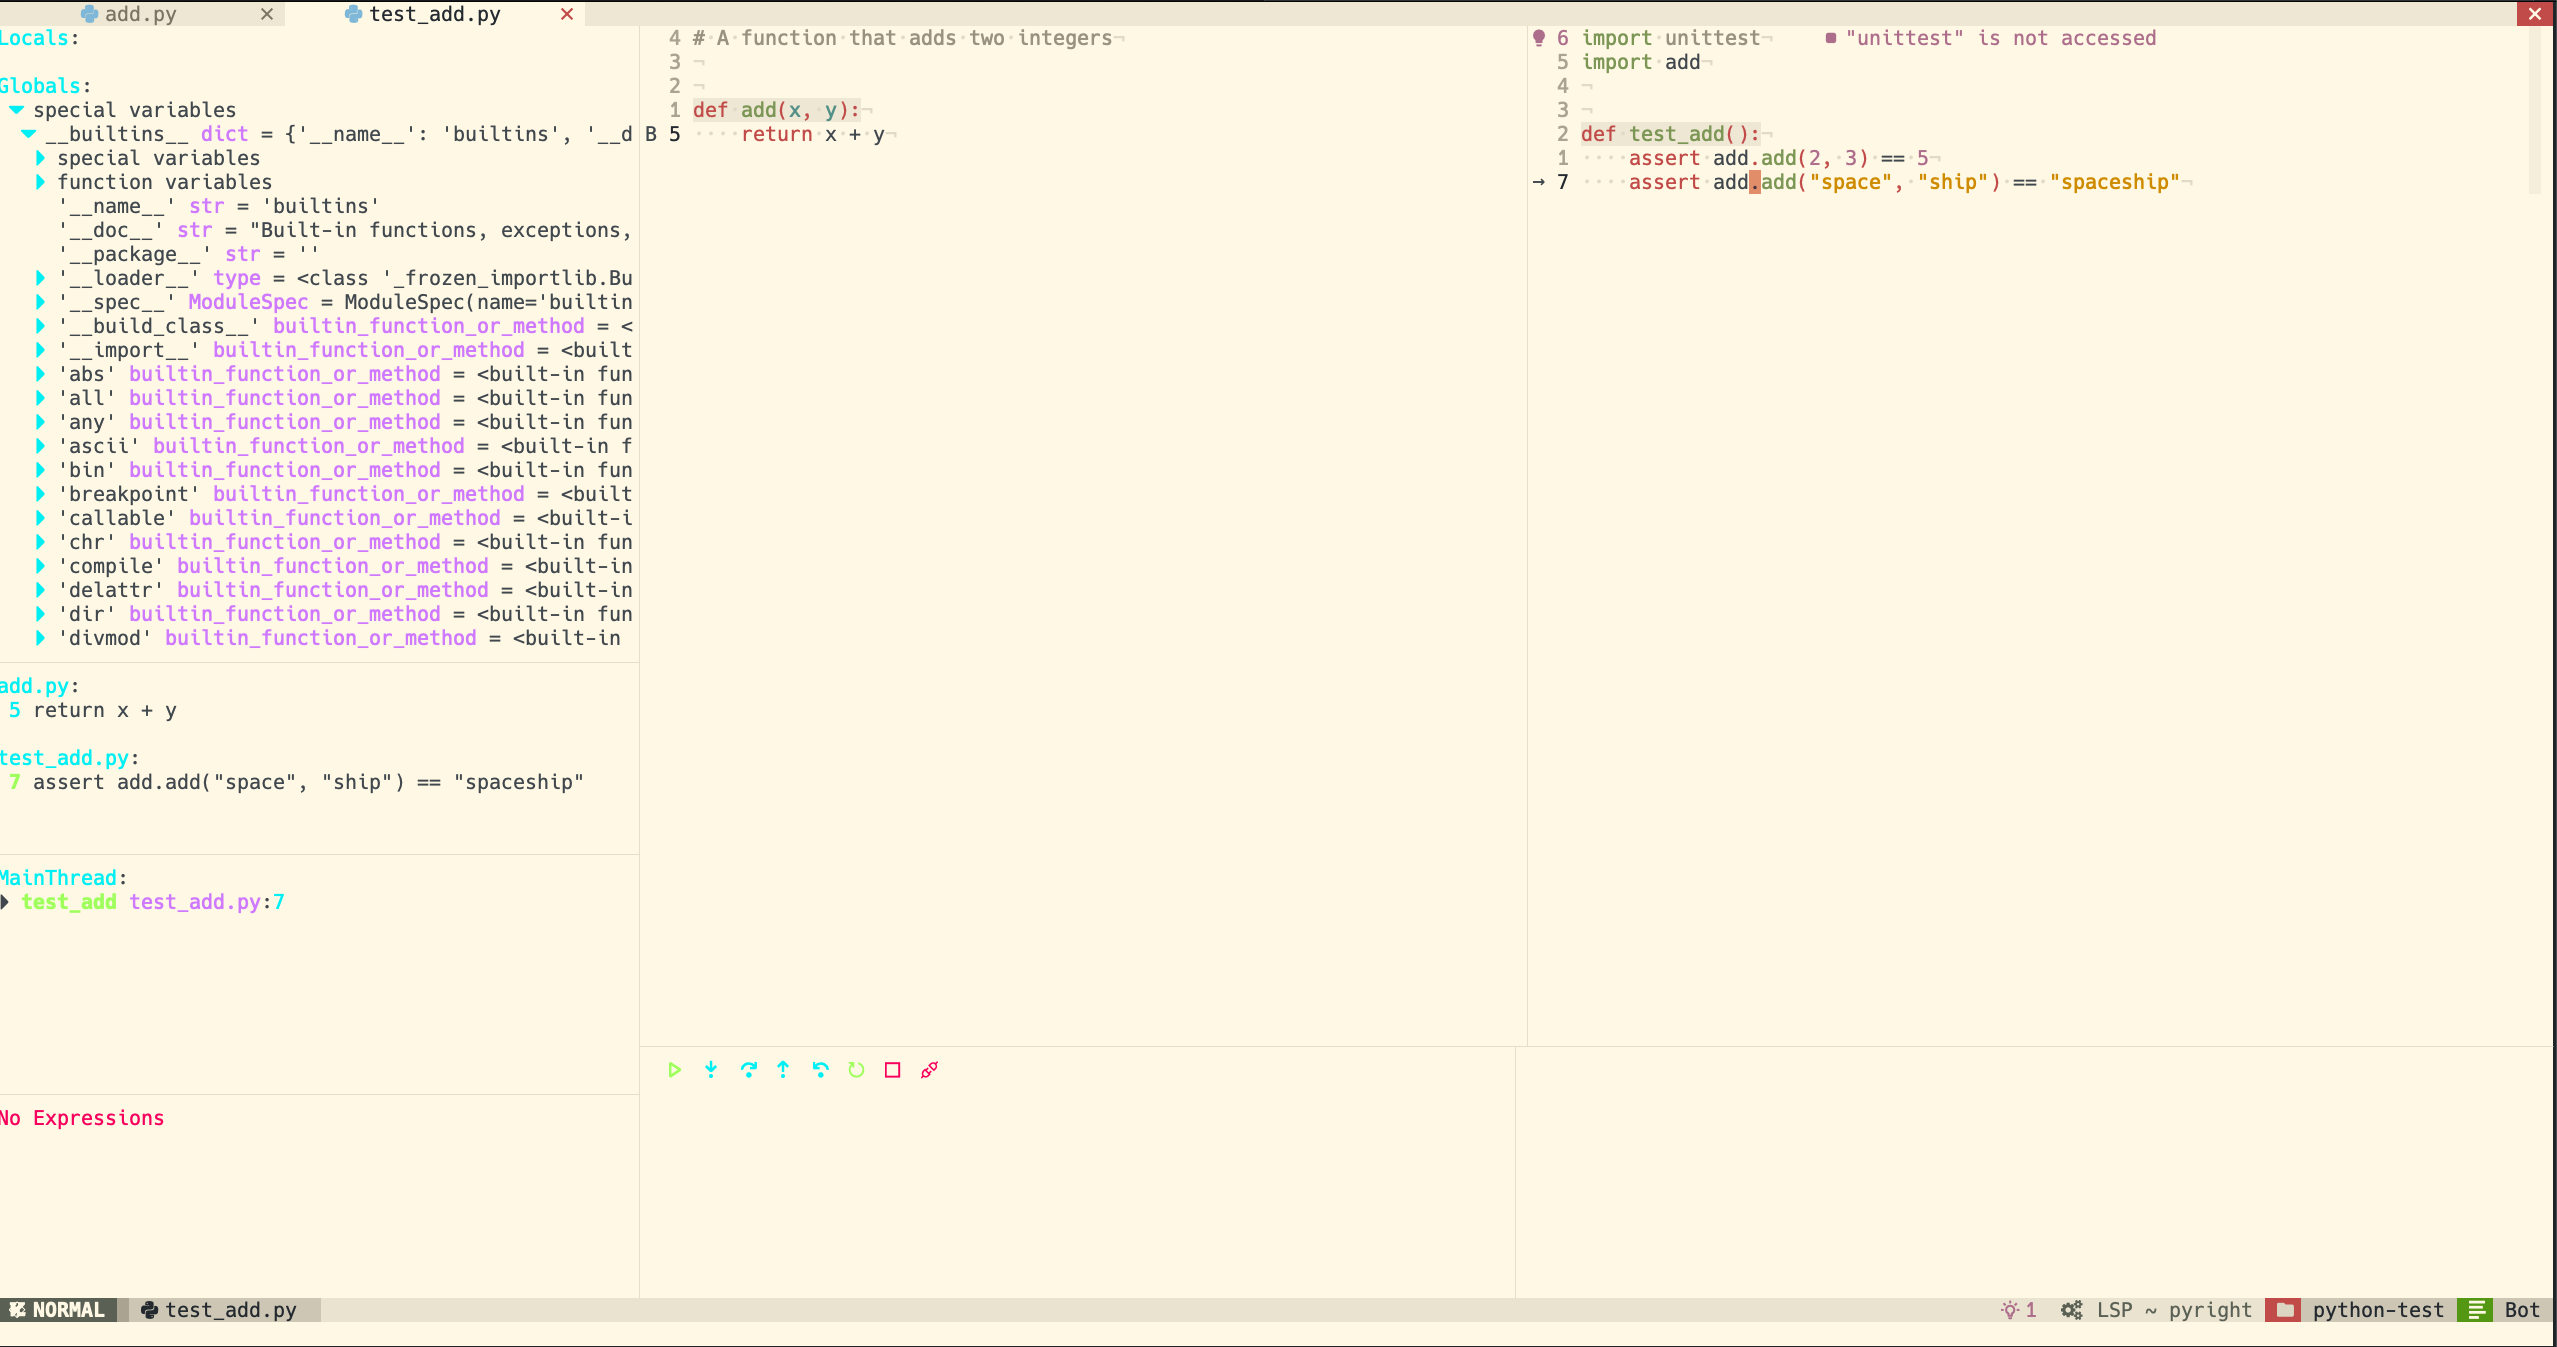 add.py ✕ test_add.py ✕
✕
Locals:
Globals:
special variables
__builtins__ dict = {'__name__': 'builtins', '__d
special variables
function variables
'__name__' str = 'builtins'
'__doc__' str = "Built-in functions, exceptions,
'__package__' str = ''
'__loader__' type = <class '_frozen_importlib.Bu
'__spec__' ModuleSpec = ModuleSpec(name='builtin
'__build_class__' builtin_function_or_method = <
'__import__' builtin_function_or_method = <built
'abs' builtin_function_or_method = <built-in fun
'all' builtin_function_or_method = <built-in fun
'any' builtin_function_or_method = <built-in fun
'ascii' builtin_function_or_method = <built-in f
'bin' builtin_function_or_method = <built-in fun
'breakpoint' builtin_function_or_method = <built
'callable' builtin_function_or_method = <built-i
'chr' builtin_function_or_method = <built-in fun
'compile' builtin_function_or_method = <built-in
'delattr' builtin_function_or_method = <built-in
'dir' builtin_function_or_method = <built-in fun
'divmod' builtin_function_or_method = <built-in
add.py:
5 return x + y
test_add.py:
7 assert add.add("space", "ship") == "spaceship"
MainThread:
test_add test_add.py:7
No Expressions
4 # A function that adds two integers¬
3 ¬
2 ¬
1 def add(x, y):¬
B 5 ····return x + y¬
6 import unittest¬ ■ "unittest" is not accessed
5 import add¬
4 ¬
3 ¬
2 def test_add():¬
1 ····assert add.add(2, 3) == 5¬
→ 7 ····assert add.add("space", "ship") == "spaceship"¬
NORMAL test_add.py 1 LSP ~ pyright python-test Bot